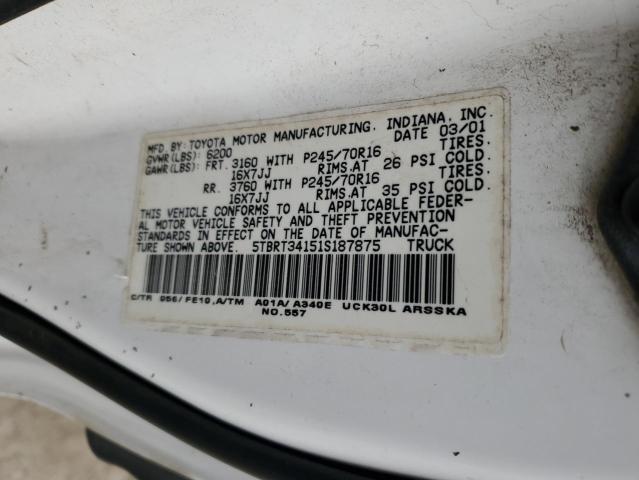 MFD. BY: TOYOTA MOTOR MANUFACTURING, INDIANA, INC.
GVWR(LBS): 6200 DATE 03/01
GAWR(LBS): FRT. 3160 WITH P245/70R16 TIRES.
16X7JJ RIMS.AT 26 PSI COLD.
RR. 3760 WITH P245/70R16 TIRES.
16X7JJ RIMS.AT 35 PSI COLD.
THIS VEHICLE CONFORMS TO ALL APPLICABLE FEDER-
AL MOTOR VEHICLE SAFETY AND THEFT PREVENTION
STANDARDS IN EFFECT ON THE DATE OF MANUFAC-
TURE SHOWN ABOVE. 5TBRT34151S187875 TRUCK
C/TR 056/FE10,A/TM A01A/A340E UCK30L ARSSKA
NO.557